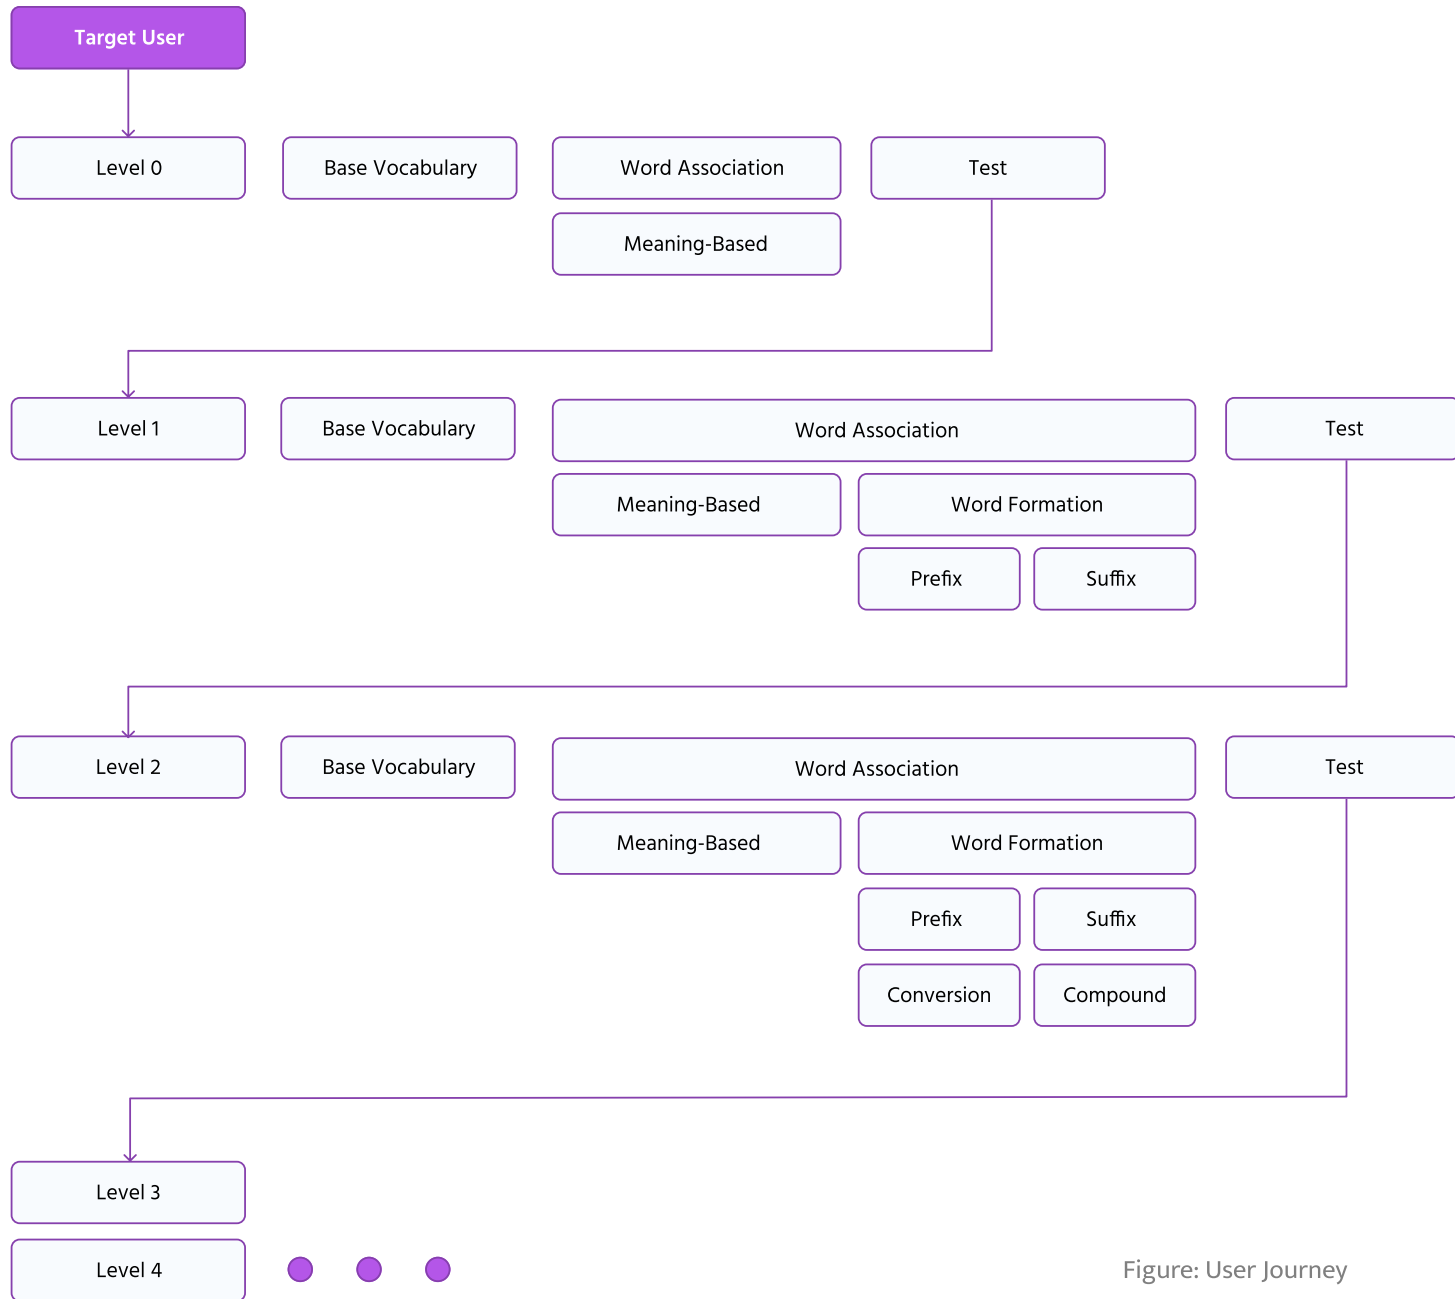 Target User
Level 0
Base Vocabulary
Word Association
Test
Meaning-Based
Level 1
Base Vocabulary
Word Association
Test
Meaning-Based
Word Formation
Prefix
Suffix
Level 2
Base Vocabulary
Word Association
Test
Meaning-Based
Word Formation
Prefix
Suffix
Conversion
Compound
Level 3
Level 4
Figure: User Journey